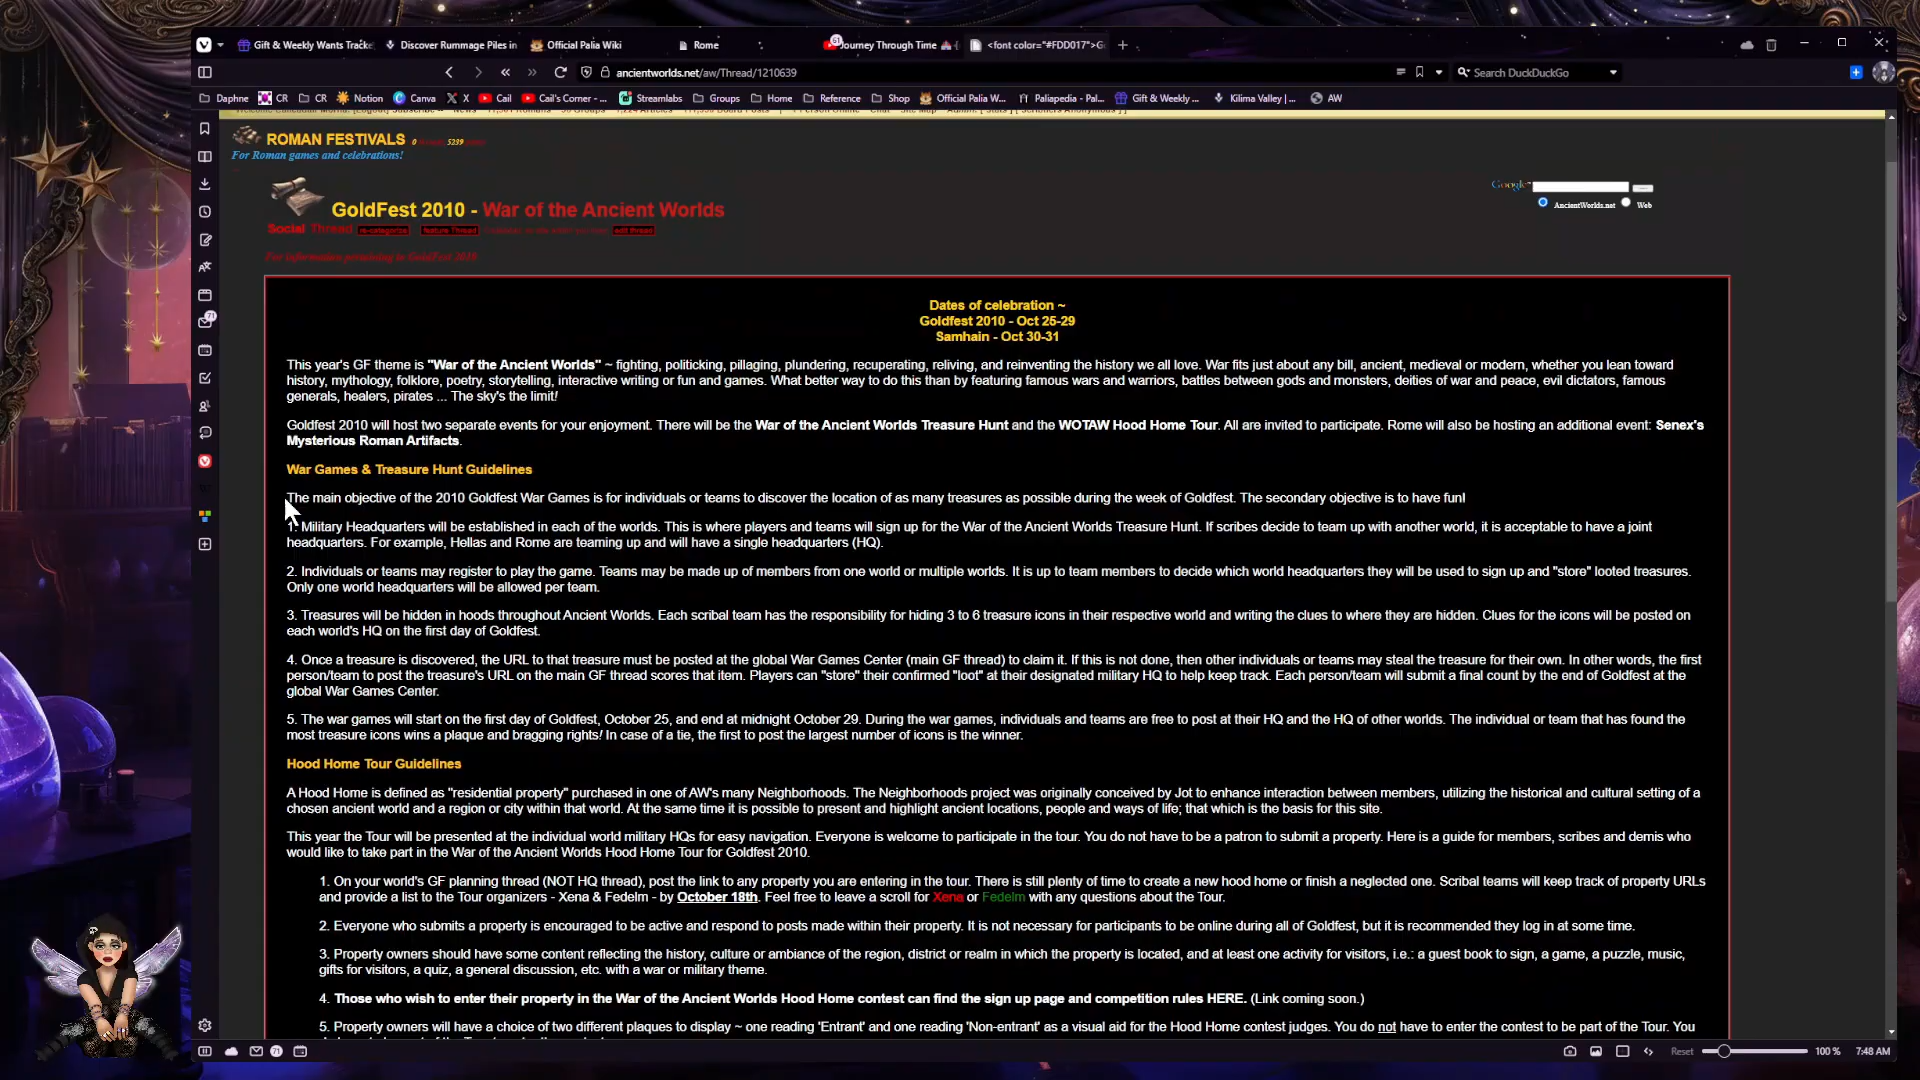 Gift & Weekly Wants Tracke
Discover Rummage Piles in
Official Palia Wiki
Rome
61
Journey Through Time
<font color="#FDD017">G
ancientworlds.net/aw/Thread/1210639
Search DuckDuckGo
Daphne
CR
CR
Notion
Canva
X
Cail
Cail's Corner - ...
Streamlabs
Groups
Home
Reference
Shop
Official Palia W...
Paliapedia - Pal...
Gift & Weekly ...
Kilima Valley | ...
AW
ROMAN FESTIVALS 0 5239
For Roman games and celebrations!
Google
AncientWorlds.net Web
GoldFest 2010 - War of the Ancient Worlds
Social Thread re-categorize feature Thread edit thread
For information pertaining to GoldFest 2010
Dates of celebration ~
Goldfest 2010 - Oct 25-29
Samhain - Oct 30-31
This year's GF theme is "War of the Ancient Worlds" ~ fighting, politicking, pillaging, plundering, recuperating, reliving, and reinventing the history we all love. War fits just about any bill, ancient, medieval or modern, whether you lean toward
history, mythology, folklore, poetry, storytelling, interactive writing or fun and games. What better way to do this than by featuring famous wars and warriors, battles between gods and monsters, deities of war and peace, evil dictators, famous
generals, healers, pirates ... The sky's the limit!
Goldfest 2010 will host two separate events for your enjoyment. There will be the War of the Ancient Worlds Treasure Hunt and the WOTAW Hood Home Tour. All are invited to participate. Rome will also be hosting an additional event: Senex's
Mysterious Roman Artifacts.
War Games & Treasure Hunt Guidelines
The main objective of the 2010 Goldfest War Games is for individuals or teams to discover the location of as many treasures as possible during the week of Goldfest. The secondary objective is to have fun!
1. Military Headquarters will be established in each of the worlds. This is where players and teams will sign up for the War of the Ancient Worlds Treasure Hunt. If scribes decide to team up with another world, it is acceptable to have a joint
headquarters. For example, Hellas and Rome are teaming up and will have a single headquarters (HQ).
2. Individuals or teams may register to play the game. Teams may be made up of members from one world or multiple worlds. It is up to team members to decide which world headquarters they will be used to sign up and "store" looted treasures.
Only one world headquarters will be allowed per team.
3. Treasures will be hidden in hoods throughout Ancient Worlds. Each scribal team has the responsibility for hiding 3 to 6 treasure icons in their respective world and writing the clues to where they are hidden. Clues for the icons will be posted on
each world's HQ on the first day of Goldfest.
4. Once a treasure is discovered, the URL to that treasure must be posted at the global War Games Center (main GF thread) to claim it. If this is not done, then other individuals or teams may steal the treasure for their own. In other words, the first
person/team to post the treasure's URL on the main GF thread scores that item. Players can "store" their confirmed "loot" at their designated military HQ to help keep track. Each person/team will submit a final count by the end of Goldfest at the
global War Games Center.
5. The war games will start on the first day of Goldfest, October 25, and end at midnight October 29. During the war games, individuals and teams are free to post at their HQ and the HQ of other worlds. The individual or team that has found the
most treasure icons wins a plaque and bragging rights! In case of a tie, the first to post the largest number of icons is the winner.
Hood Home Tour Guidelines
A Hood Home is defined as "residential property" purchased in one of AW's many Neighborhoods. The Neighborhoods project was originally conceived by Jot to enhance interaction between members, utilizing the historical and cultural setting of a
chosen ancient world and a region or city within that world. At the same time it is possible to present and highlight ancient locations, people and ways of life; that which is the basis for this site.
This year the Tour will be presented at the individual world military HQs for easy navigation. Everyone is welcome to participate in the tour. You do not have to be a patron to submit a property. Here is a guide for members, scribes and demis who
would like to take part in the War of the Ancient Worlds Hood Home Tour for Goldfest 2010.
1. On your world's GF planning thread (NOT HQ thread), post the link to any property you are entering in the tour. There is still plenty of time to create a new hood home or finish a neglected one. Scribal teams will keep track of property URLs
and provide a list to the Tour organizers - Xena & Fedelm - by October 18th. Feel free to leave a scroll for Xena or Fedelm with any questions about the Tour.
2. Everyone who submits a property is encouraged to be active and respond to posts made within their property. It is not necessary for participants to be online during all of Goldfest, but it is recommended they log in at some time.
3. Property owners should have some content reflecting the history, culture or ambiance of the region, district or realm in which the property is located, and at least one activity for visitors, i.e.: a guest book to sign, a game, a puzzle, music,
gifts for visitors, a quiz, a general discussion, etc. with a war or military theme.
4. Those who wish to enter their property in the War of the Ancient Worlds Hood Home contest can find the sign up page and competition rules HERE. (Link coming soon.)
5. Property owners will have a choice of two different plaques to display ~ one reading 'Entrant' and one reading 'Non-entrant' as a visual aid for the Hood Home contest judges. You do not have to enter the contest to be part of the Tour. You
71
71
Reset
100 %
7:48 AM